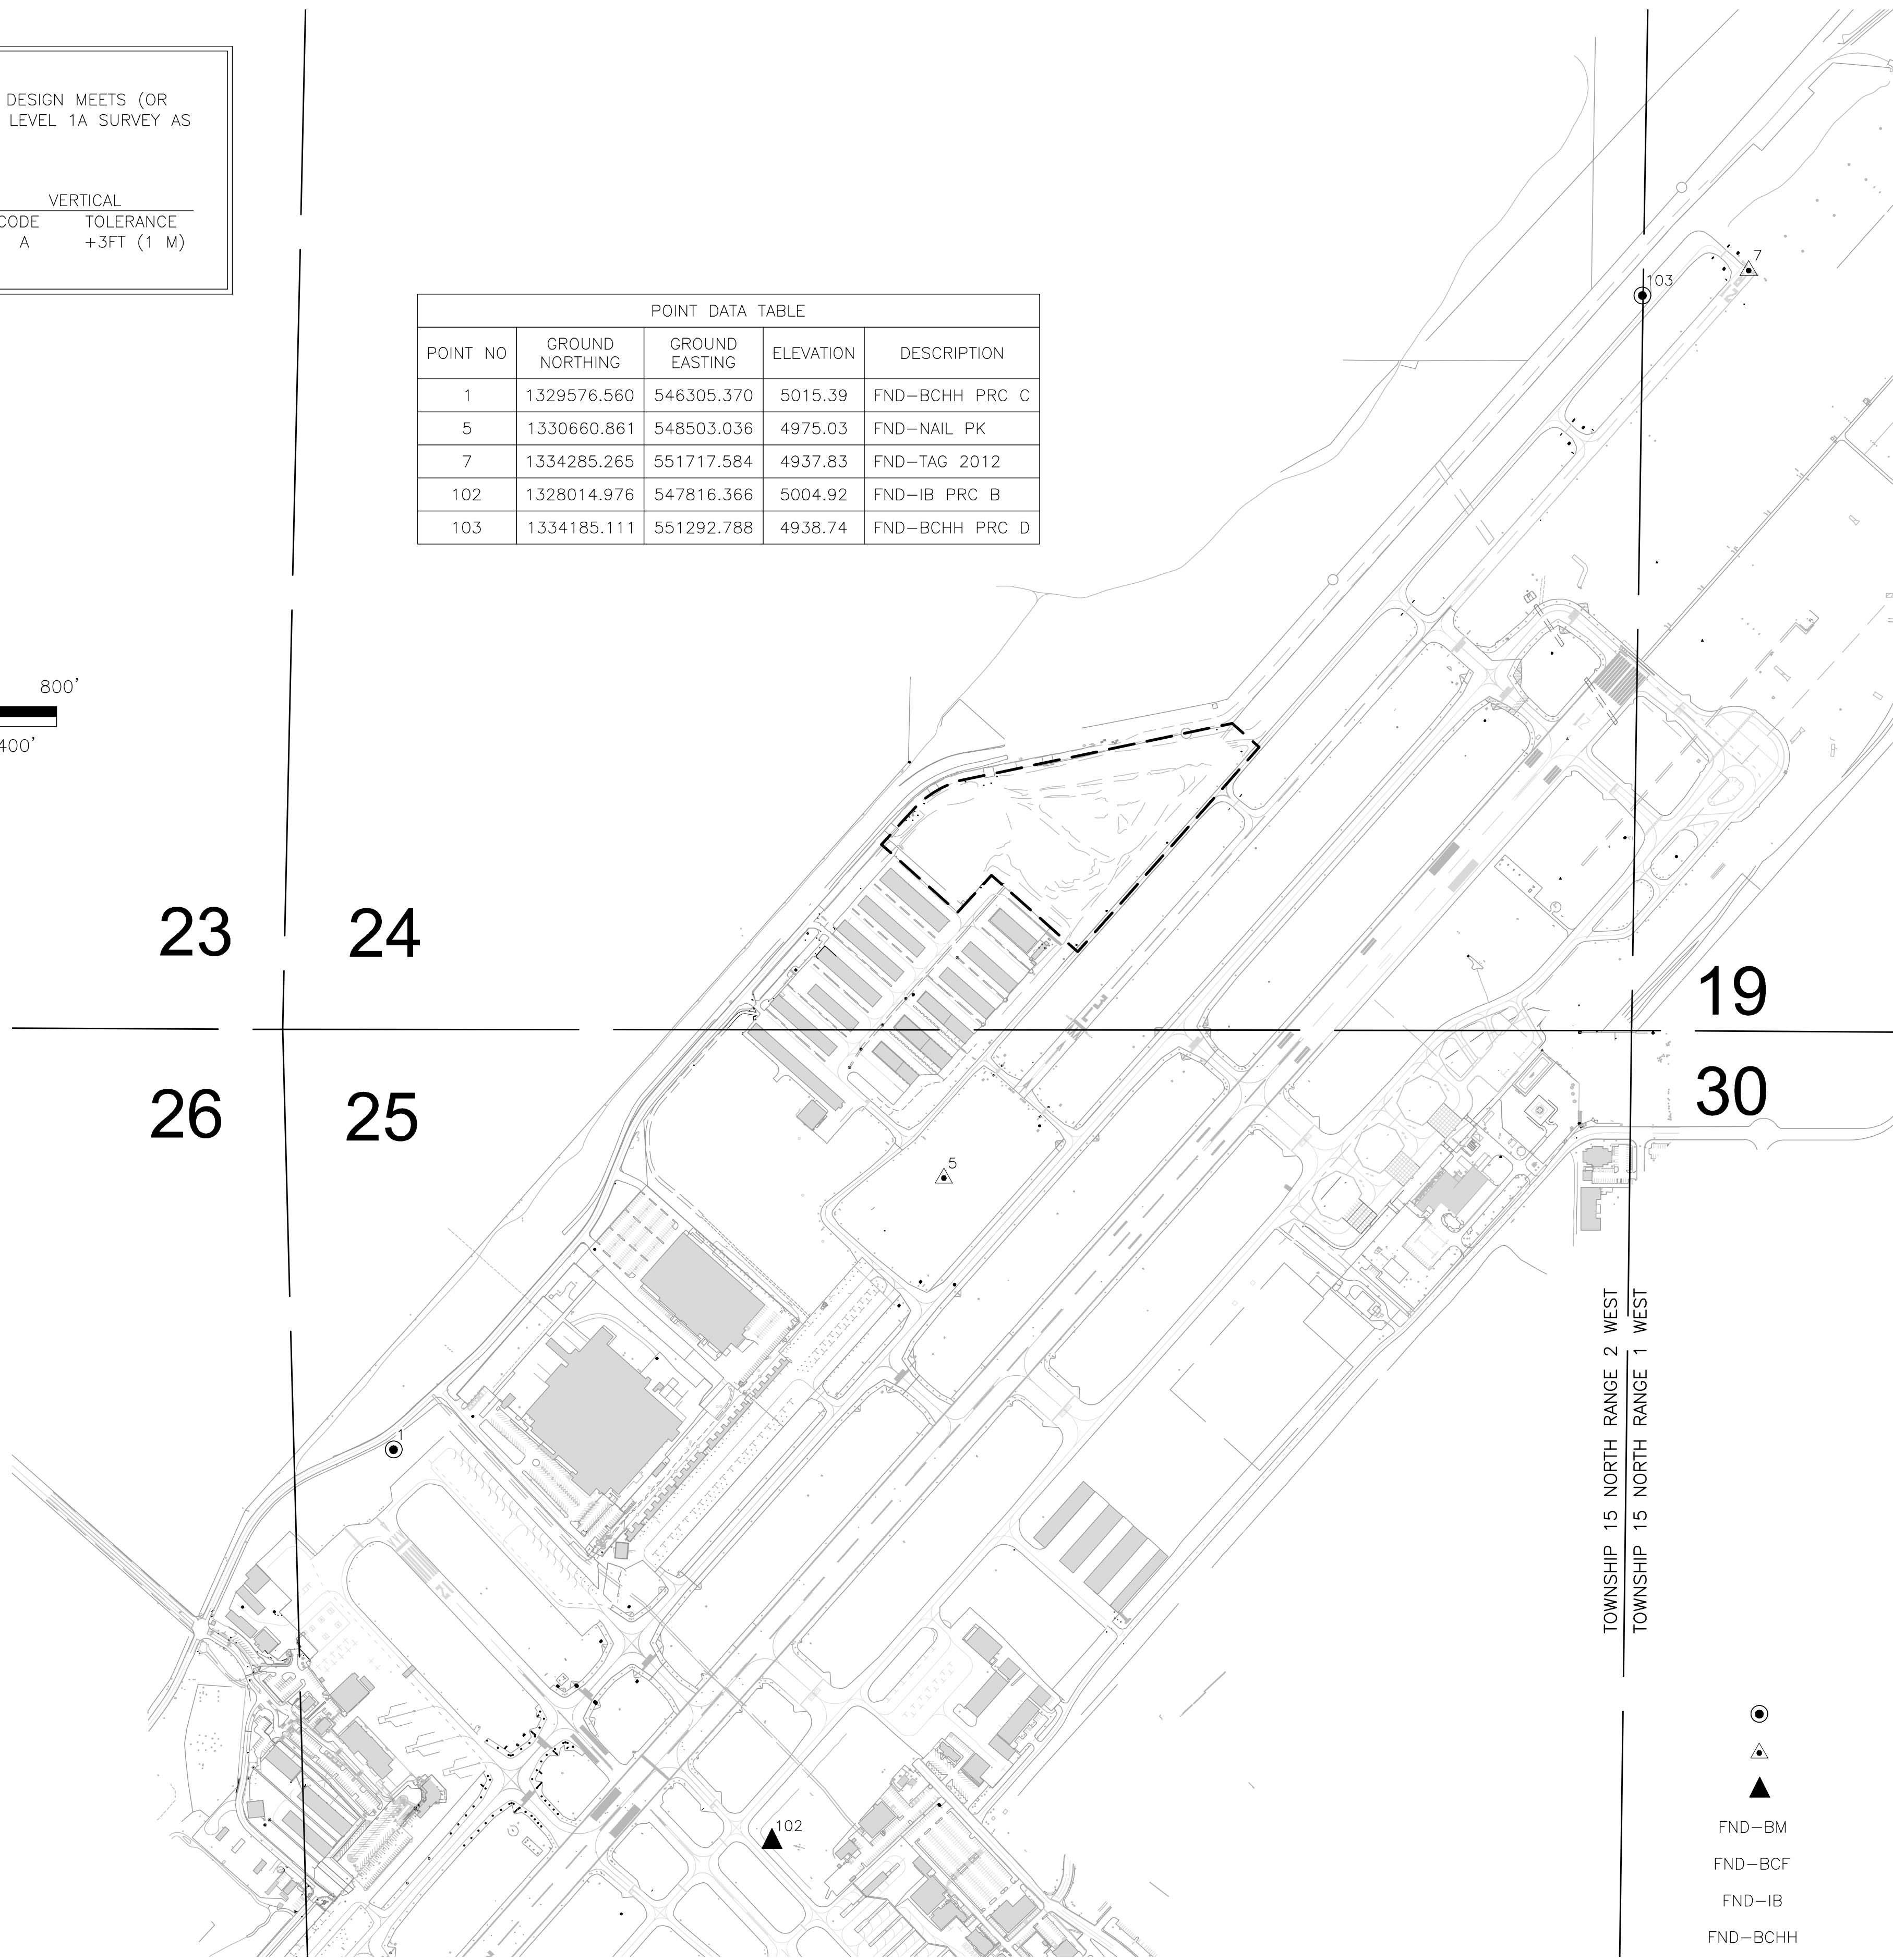 DESIGN MEETS (OR
LEVEL 1A SURVEY AS
VERTICAL
CODE TOLERANCE
A +3FT (1 M)
POINT DATA TABLE
POINT NO GROUND NORTHING GROUND EASTING ELEVATION DESCRIPTION
1 1329576.560 546305.370 5015.39 FND-BCHH PRC C
5 1330660.861 548503.036 4975.03 FND-NAIL PK
7 1334285.265 551717.584 4937.83 FND-TAG 2012
102 1328014.976 547816.366 5004.92 FND-IB PRC B
103 1334185.111 551292.788 4938.74 FND-BCHH PRC D
7
103
800'
400'
23
24
19
26
25
30
5
1
102
TOWNSHIP 15 NORTH RANGE 2 WEST
TOWNSHIP 15 NORTH RANGE 1 WEST
FND-BM
FND-BCF
FND-IB
FND-BCHH